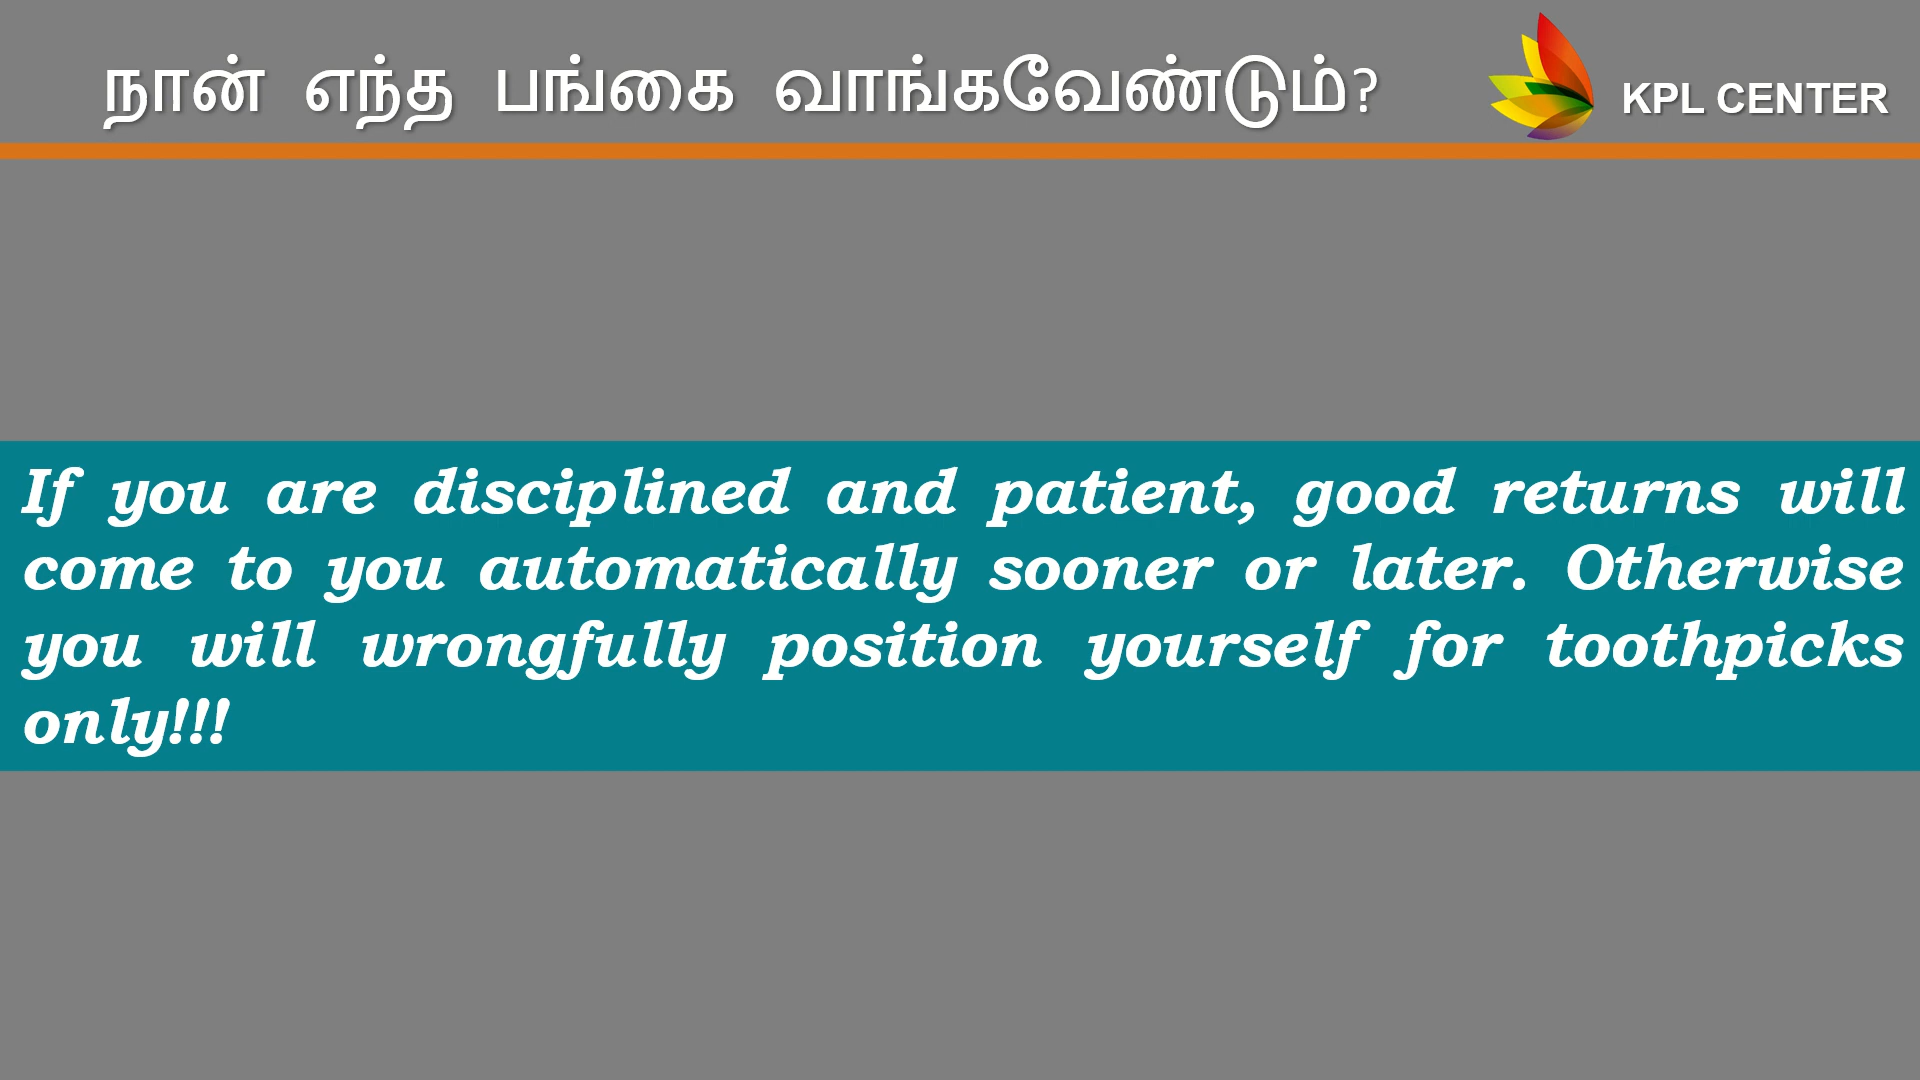 நான் எந்த பங்கை வாங்கவேண்டும்?
KPL CENTER
If you are disciplined and patient, good returns will
come to you automatically sooner or later. Otherwise
you will wrongfully position yourself for toothpicks
only!!!